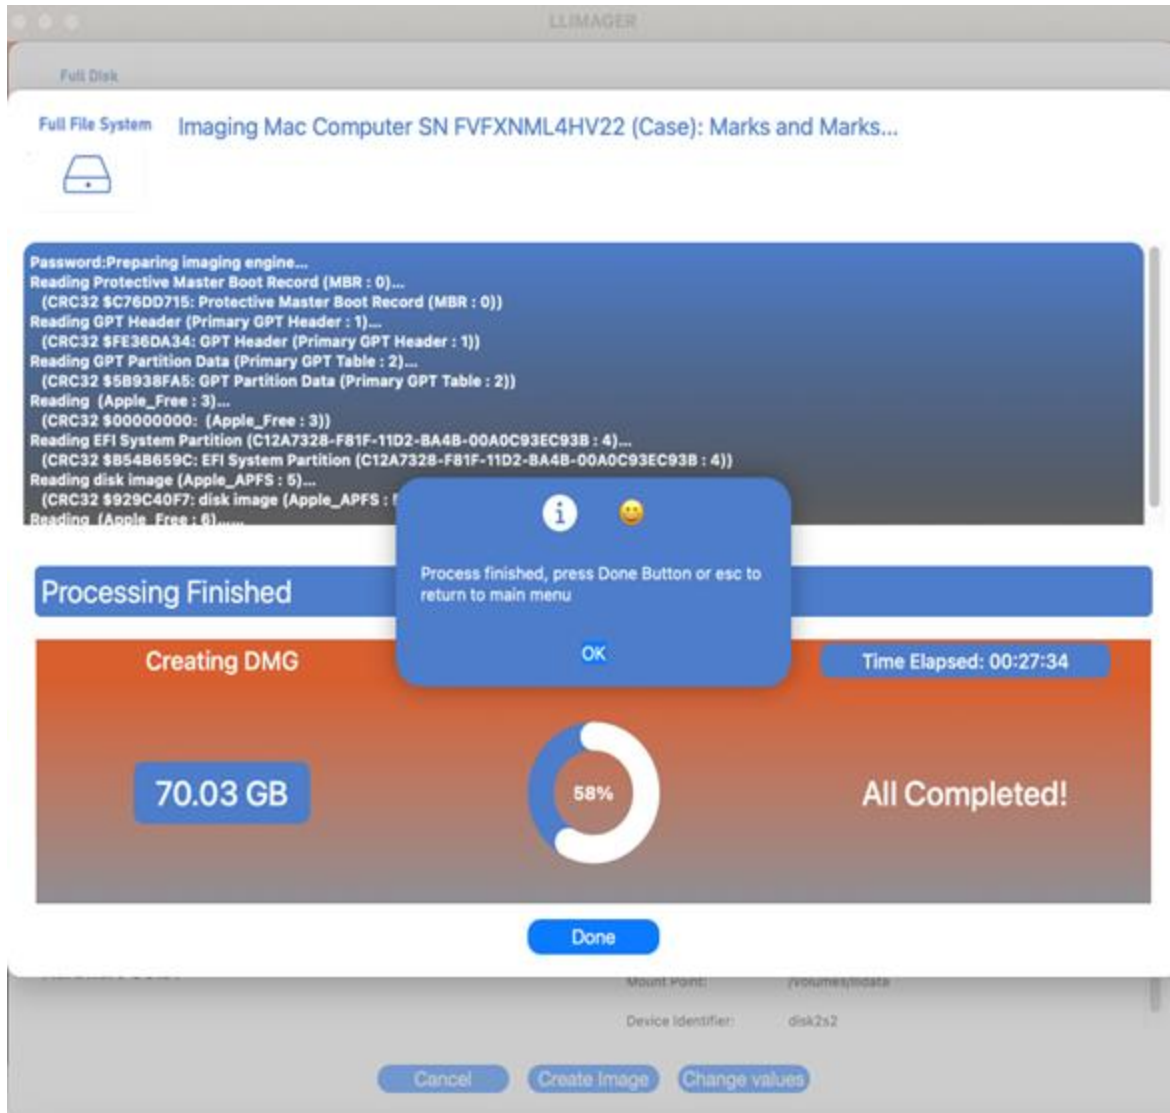 LLIMAGER
Full Disk
Full File System
Imaging Mac Computer SN FVFXNML4HV22 (Case): Marks and Marks...
Password:Preparing imaging engine...
Reading Protective Master Boot Record (MBR : 0)...
(CRC32 $C76DD715: Protective Master Boot Record (MBR : 0))
Reading GPT Header (Primary GPT Header : 1)...
(CRC32 $FE36DA34: GPT Header (Primary GPT Header : 1))
Reading GPT Partition Data (Primary GPT Table : 2)...
(CRC32 $5B938FA5: GPT Partition Data (Primary GPT Table : 2))
Reading (Apple_Free : 3)...
(CRC32 $00000000: (Apple_Free : 3))
Reading EFI System Partition (C12A7328-F81F-11D2-BA4B-00A0C93EC93B : 4)...
(CRC32 $B54B659C: EFI System Partition (C12A7328-F81F-11D2-BA4B-00A0C93EC93B : 4))
Reading disk image (Apple_APFS : 5)...
(CRC32 $929C40F7: disk image (Apple_APFS :
Reading (Apple_Free : 6)......
Process finished, press Done Button or esc to
return to main menu
OK
Processing Finished
Creating DMG
Time Elapsed: 00:27:34
70.03 GB
58%
All Completed!
Done
Mount Point: /Volumes/llidata
Device Identifier: disk2s2
Cancel
Create Image
Change values